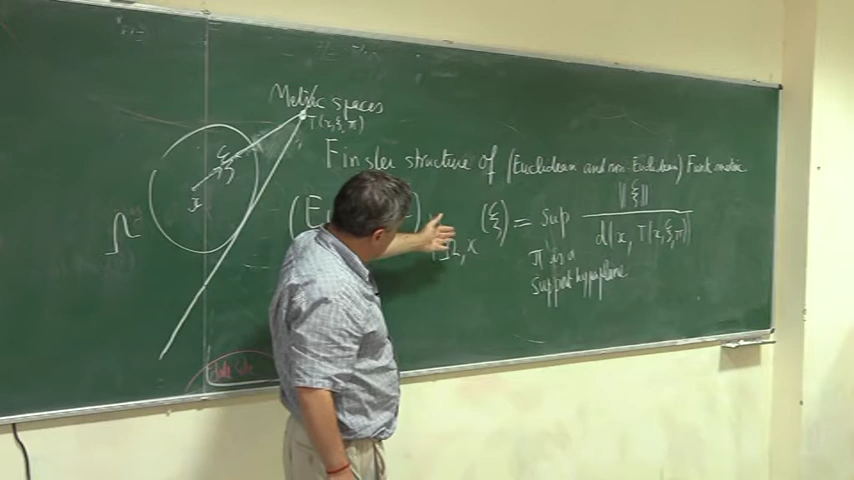 Metric spaces
T(x,ξ,π)
Finsler structure of (Euclidean and non-Euclidean) Funk metric
ξ
x
Ω
(E
Ω,x (ξ) = sup ‖ξ‖ / d(x, T(x,ξ,π))
π is a
support hyperplane